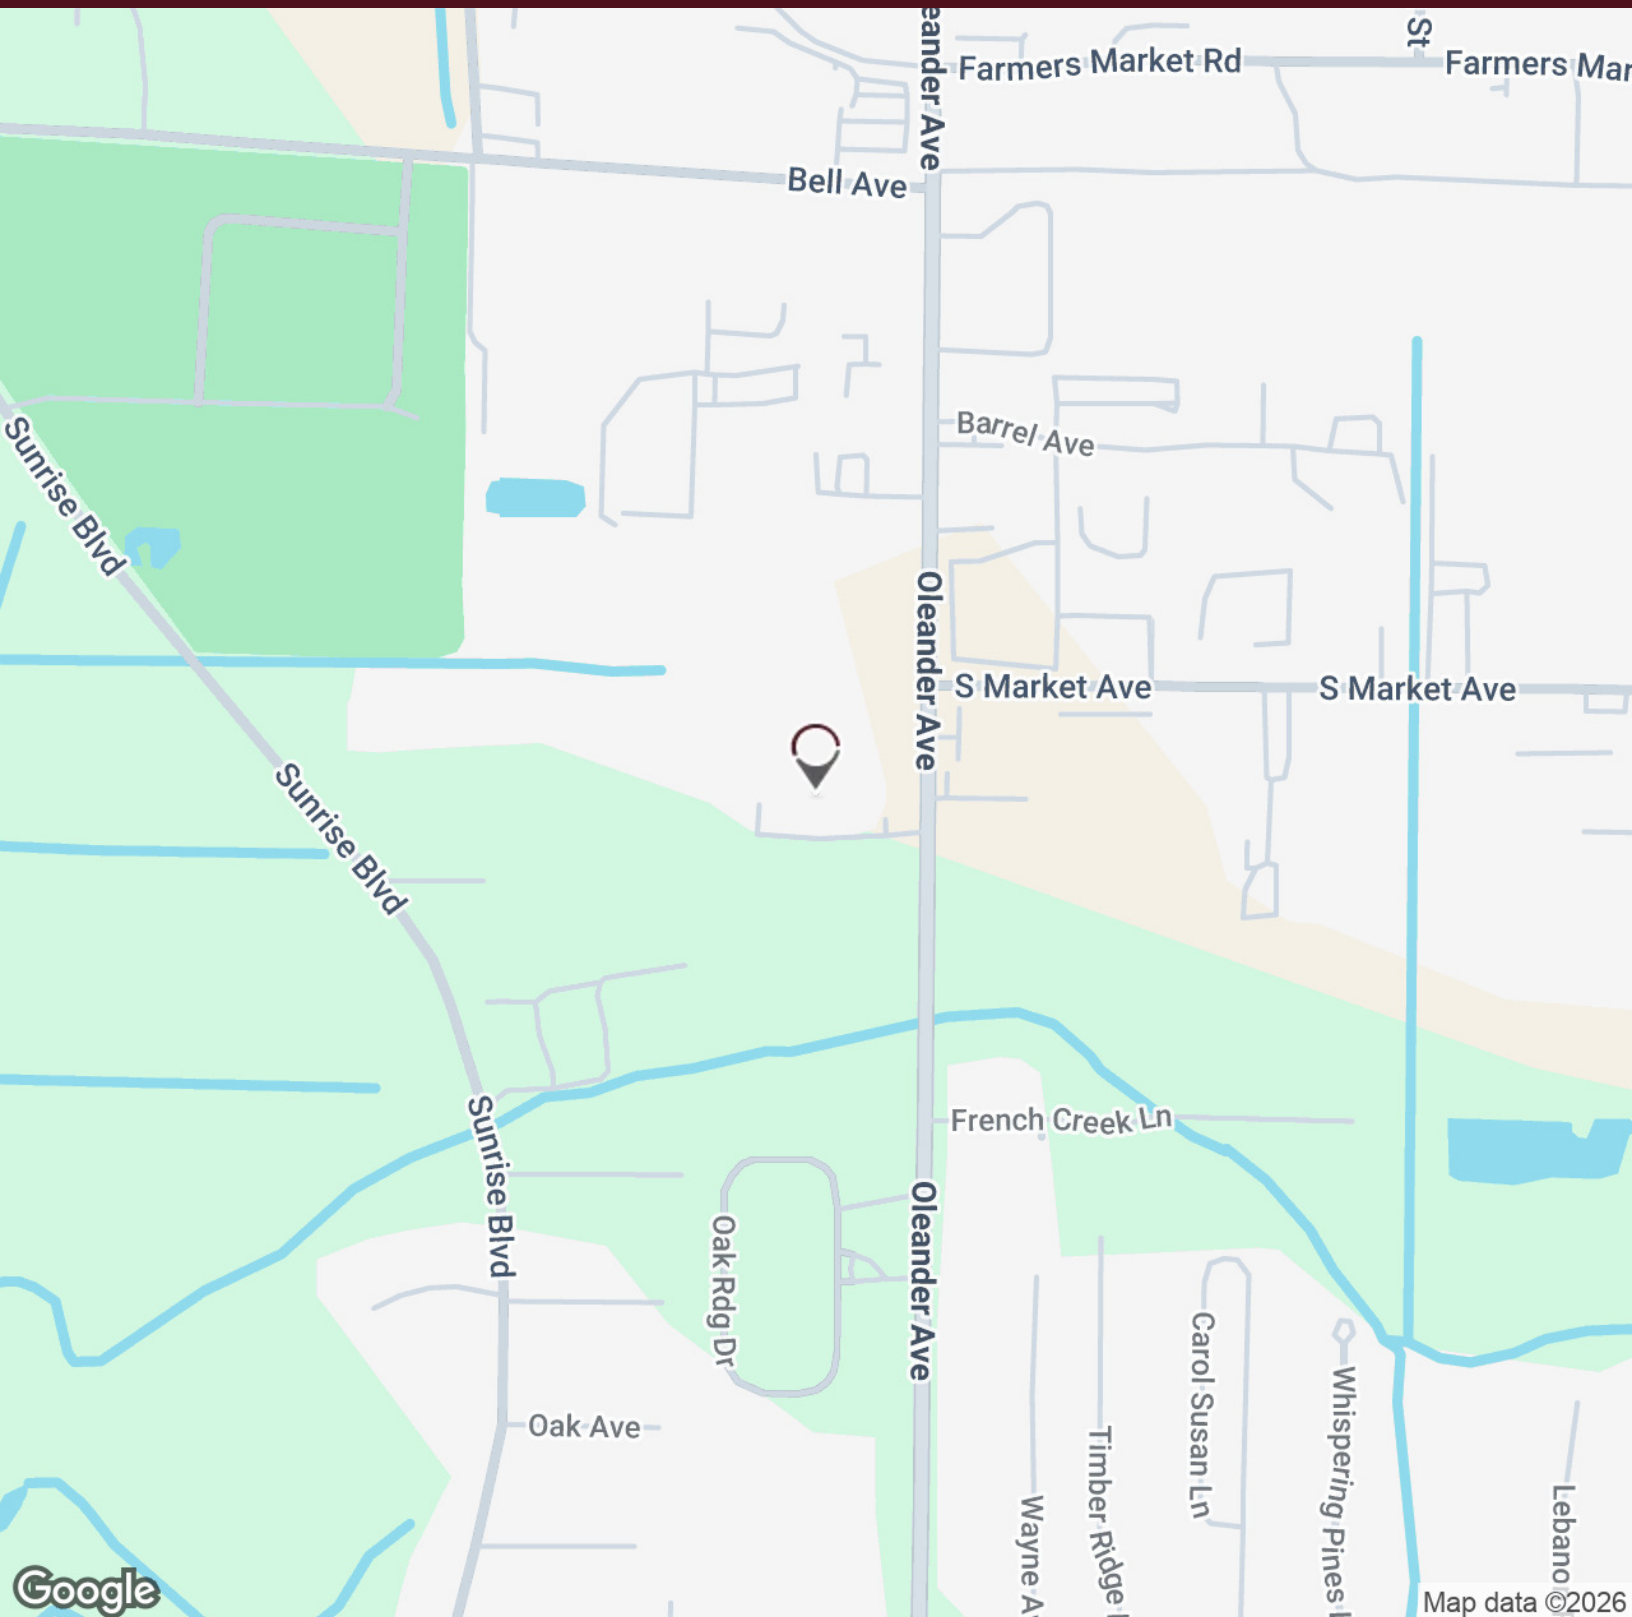 eander Ave
St
Farmers Market Rd
Farmers Mar
Bell Ave
Barrel Ave
Sunrise Blvd
Oleander Ave
S Market Ave
S Market Ave
Sunrise Blvd
French Creek Ln
Sunrise Blvd
Oleander Ave
Oak Rdg Dr
Carol Susan Ln
Whispering Pines L
Oak Ave
Timber Ridge
Wayne Av
Lebano
Google
Map data ©2026